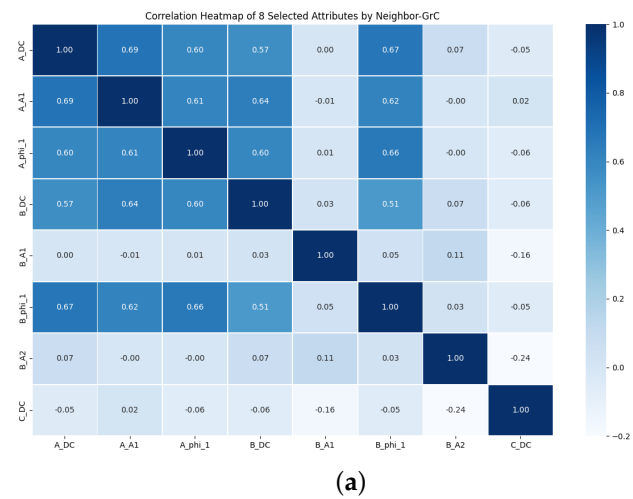 Correlation Heatmap of 8 Selected Attributes by Neighbor-GrC
A_DC 1.00 0.69 0.60 0.57 0.00 0.67 0.07 -0.05
A_A1 0.69 1.00 0.61 0.64 -0.01 0.62 -0.00 0.02
A_phi_1 0.60 0.61 1.00 0.60 0.01 0.66 -0.00 -0.06
B_DC 0.57 0.64 0.60 1.00 0.03 0.51 0.07 -0.06
B_A1 0.00 -0.01 0.01 0.03 1.00 0.05 0.11 -0.16
B_phi_1 0.67 0.62 0.66 0.51 0.05 1.00 0.03 -0.05
B_A2 0.07 -0.00 -0.00 0.07 0.11 0.03 1.00 -0.24
C_DC -0.05 0.02 -0.06 -0.06 -0.16 -0.05 -0.24 1.00
A_DC A_A1 A_phi_1 B_DC B_A1 B_phi_1 B_A2 C_DC
1.0
0.8
0.6
0.4
0.2
0.0
−0.2
(a)